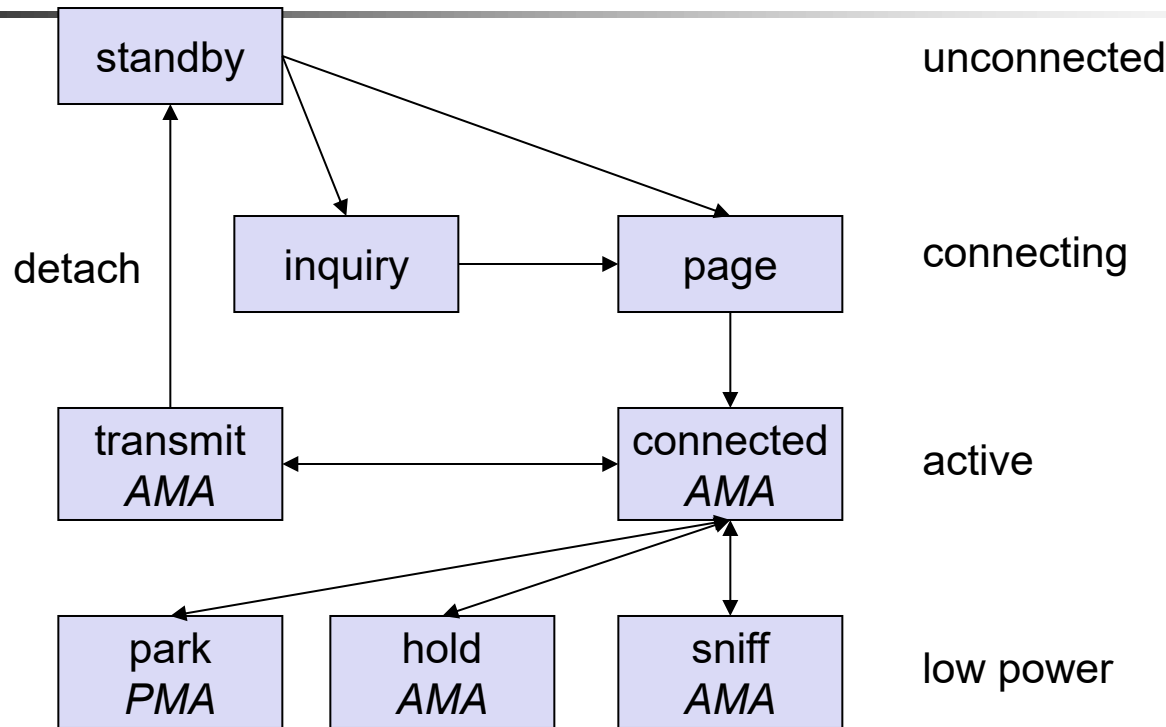 standby
unconnected
detach
inquiry
page
connecting
transmit
AMA
connected
AMA
active
park
PMA
hold
AMA
sniff
AMA
low power